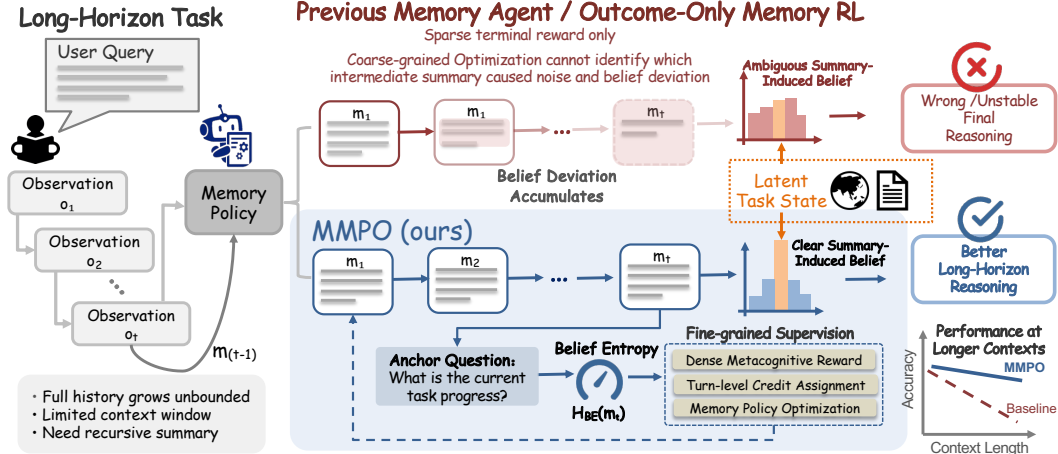 Long-Horizon Task
User Query
Observation
o1
Observation
o2
Observation
ot
Memory
Policy
m(t-1)
• Full history grows unbounded
• Limited context window
• Need recursive summary
Previous Memory Agent / Outcome-Only Memory RL
Sparse terminal reward only
Coarse-grained Optimization cannot identify which
intermediate summary caused noise and belief deviation
m1
m1
...
mt
Belief Deviation
Accumulates
Ambiguous Summary-
Induced Belief
Wrong /Unstable
Final
Reasoning
Latent
Task State
MMPO (ours)
m1
m2
...
mt
Clear Summary-
Induced Belief
Better
Long-Horizon
Reasoning
Anchor Question:
What is the current
task progress?
Belief Entropy
HBE(mt)
Fine-grained Supervision
Dense Metacognitive Reward
Turn-level Credit Assignment
Memory Policy Optimization
Performance at
Longer Contexts
MMPO
Baseline
Accuracy
Context Length